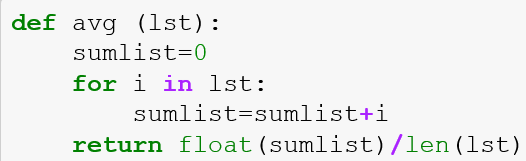 def avg (lst):
    sumlist=0
    for i in lst:
        sumlist=sumlist+i
    return float(sumlist)/len(lst)